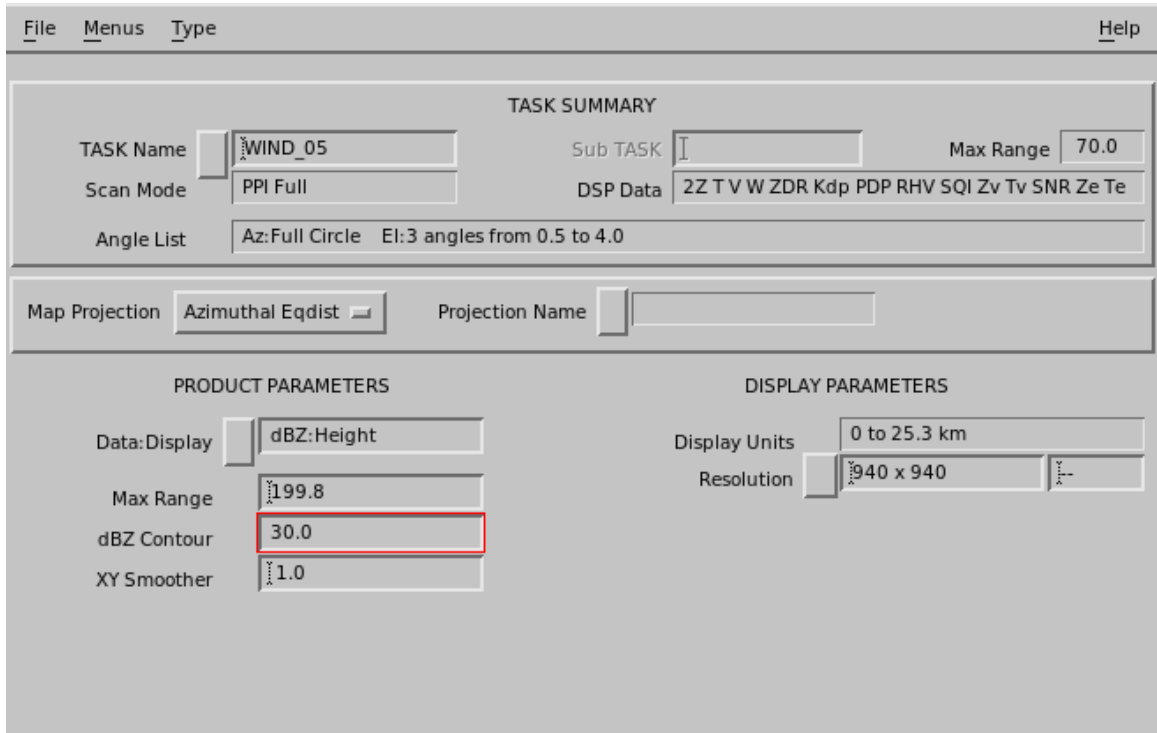 File Menus Type Help
TASK SUMMARY
TASK Name WIND_05 Sub TASK Max Range 70.0
Scan Mode PPI Full DSP Data 2Z T V W ZDR Kdp PDP RHV SQI Zv Tv SNR Ze Te
Angle List Az:Full Circle El:3 angles from 0.5 to 4.0
Map Projection Azimuthal Eqdist Projection Name
PRODUCT PARAMETERS DISPLAY PARAMETERS
Data:Display dBZ:Height Display Units 0 to 25.3 km
Resolution 940 x 940 --
Max Range 199.8
dBZ Contour 30.0
XY Smoother 1.0